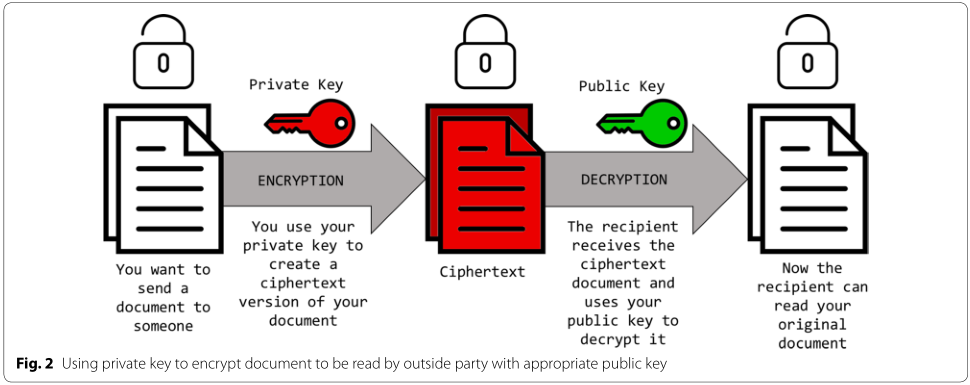 Private Key
Public Key
ENCRYPTION
DECRYPTION
You want to
send a
document to
someone
You use your
private key to
create a
ciphertext
version of your
document
Ciphertext
The recipient
receives the
ciphertext
document and
uses your
public key to
decrypt it
Now the
recipient can
read your
original
document
Fig. 2 Using private key to encrypt document to be read by outside party with appropriate public key